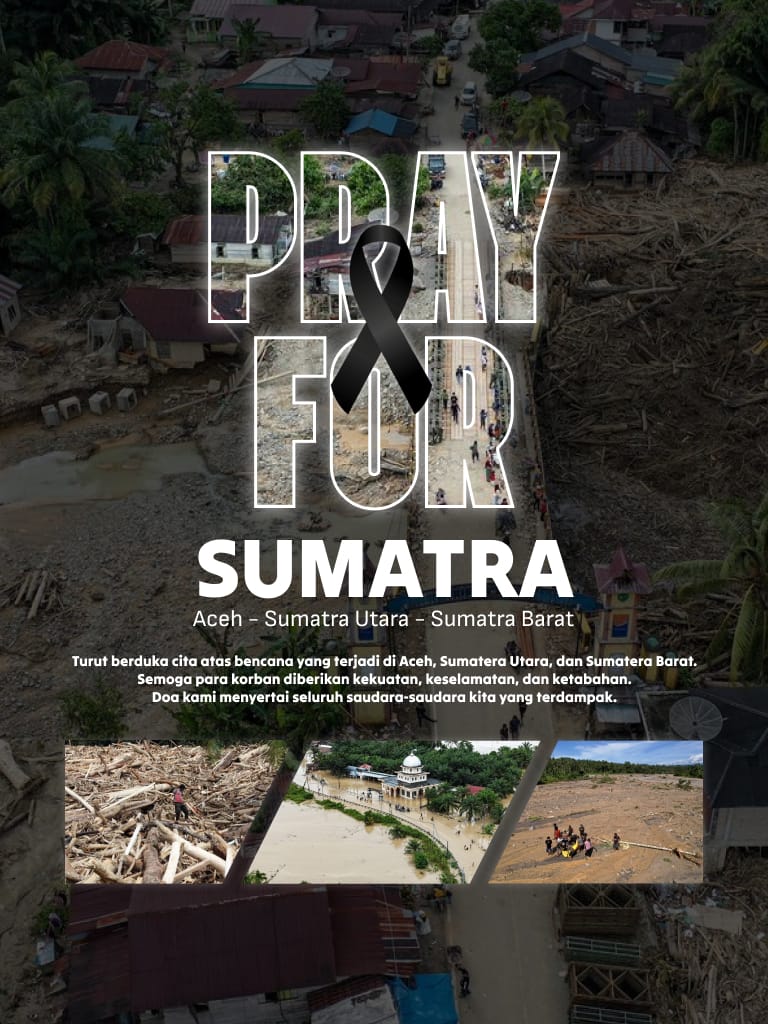 PRAY
FOR
SUMATRA
Aceh - Sumatra Utara - Sumatra Barat
Turut berduka cita atas bencana yang terjadi di Aceh, Sumatera Utara, dan Sumatera Barat.
Semoga para korban diberikan kekuatan, keselamatan, dan ketabahan.
Doa kami menyertai seluruh saudara-saudara kita yang terdampak.